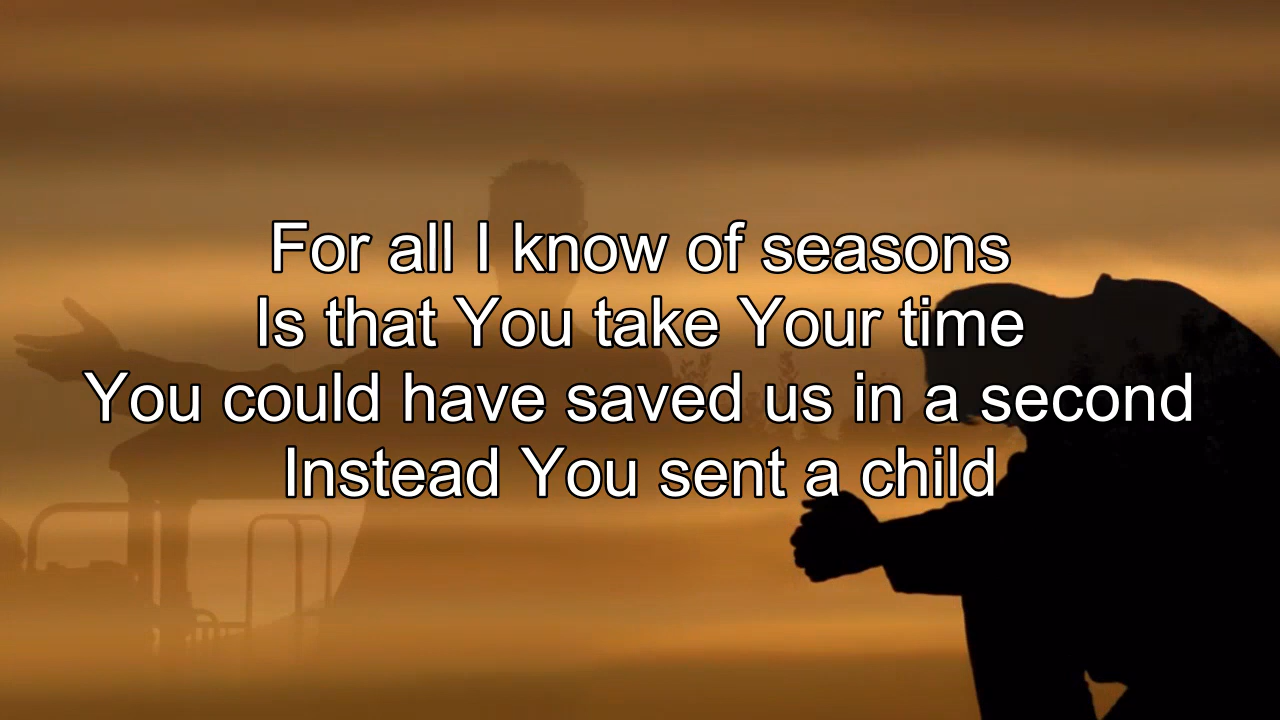 For all I know of seasons
Is that You take Your time
You could have saved us in a second
Instead You sent a child